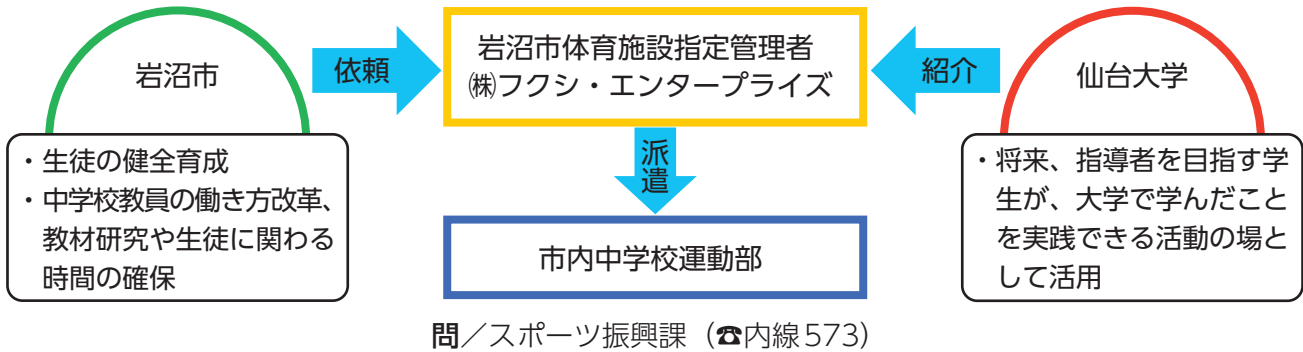 岩沼市
・生徒の健全育成
・中学校教員の働き方改革、
教材研究や生徒に関わる
時間の確保
依頼
岩沼市体育施設指定管理者
㈱フクシ・エンタープライズ
紹介
仙台大学
・将来、指導者を目指す学
生が、大学で学んだこと
を実践できる活動の場と
して活用
派遣
市内中学校運動部
問／スポーツ振興課（☎内線573）